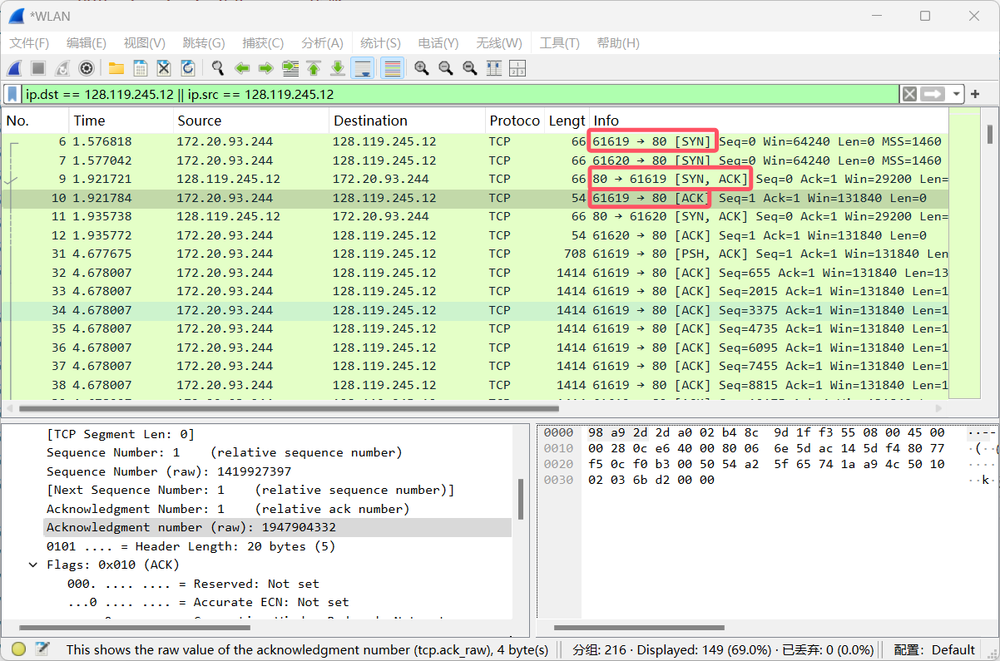 *WLAN
文件(F) 编辑(E) 视图(V) 跳转(G) 捕获(C) 分析(A) 统计(S) 电话(Y) 无线(W) 工具(T) 帮助(H)
ip.dst == 128.119.245.12 || ip.src == 128.119.245.12
No. Time Source Destination Protoco Lengt Info
6 1.576818 172.20.93.244 128.119.245.12 TCP 66 61619 → 80 [SYN] Seq=0 Win=64240 Len=0 MSS=1460
7 1.577042 172.20.93.244 128.119.245.12 TCP 66 61620 → 80 [SYN] Seq=0 Win=64240 Len=0 MSS=1460
9 1.921721 128.119.245.12 172.20.93.244 TCP 66 80 → 61619 [SYN, ACK] Seq=0 Ack=1 Win=29200 Len=
10 1.921784 172.20.93.244 128.119.245.12 TCP 54 61619 → 80 [ACK] Seq=1 Ack=1 Win=131840 Len=0
11 1.935738 128.119.245.12 172.20.93.244 TCP 66 80 → 61620 [SYN, ACK] Seq=0 Ack=1 Win=29200 Len=
12 1.935772 172.20.93.244 128.119.245.12 TCP 54 61620 → 80 [ACK] Seq=1 Ack=1 Win=131840 Len=0
31 4.677675 172.20.93.244 128.119.245.12 TCP 708 61619 → 80 [PSH, ACK] Seq=1 Ack=1 Win=131840 Len
32 4.678007 172.20.93.244 128.119.245.12 TCP 1414 61619 → 80 [ACK] Seq=655 Ack=1 Win=131840 Len=13
33 4.678007 172.20.93.244 128.119.245.12 TCP 1414 61619 → 80 [ACK] Seq=2015 Ack=1 Win=131840 Len=1
34 4.678007 172.20.93.244 128.119.245.12 TCP 1414 61619 → 80 [ACK] Seq=3375 Ack=1 Win=131840 Len=1
35 4.678007 172.20.93.244 128.119.245.12 TCP 1414 61619 → 80 [ACK] Seq=4735 Ack=1 Win=131840 Len=1
36 4.678007 172.20.93.244 128.119.245.12 TCP 1414 61619 → 80 [ACK] Seq=6095 Ack=1 Win=131840 Len=1
37 4.678007 172.20.93.244 128.119.245.12 TCP 1414 61619 → 80 [ACK] Seq=7455 Ack=1 Win=131840 Len=1
38 4.678007 172.20.93.244 128.119.245.12 TCP 1414 61619 → 80 [ACK] Seq=8815 Ack=1 Win=131840 Len=1
[TCP Segment Len: 0]
Sequence Number: 1 (relative sequence number)
Sequence Number (raw): 1419927397
[Next Sequence Number: 1 (relative sequence number)]
Acknowledgment Number: 1 (relative ack number)
Acknowledgment number (raw): 1947904332
0101 .... = Header Length: 20 bytes (5)
Flags: 0x010 (ACK)
000. .... .... = Reserved: Not set
...0 .... .... = Accurate ECN: Not set
0000 98 a9 2d 2d a0 02 b4 8c 9d 1f f3 55 08 00 45 00 ····
0010 00 28 0c e6 40 00 80 06 6e 5d ac 14 5d f4 80 77 ·(·
0020 f5 0c f0 b3 00 50 54 a2 5f 65 74 1a a9 4c 50 10 ····
0030 02 03 6b d2 00 00 ··k·
This shows the raw value of the acknowledgment number (tcp.ack_raw), 4 byte(s) 分组: 216 · Displayed: 149 (69.0%) · 已丢弃: 0 (0.0%) 配置: Default